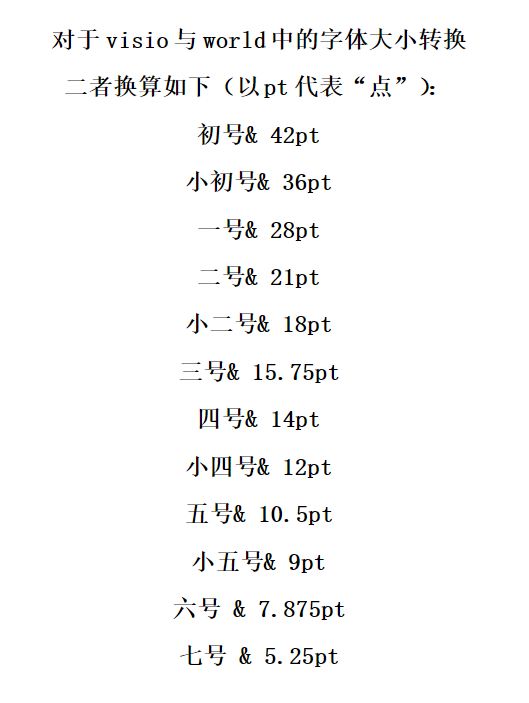 对于visio与world中的字体大小转换
二者换算如下（以pt代表“点”）：
初号& 42pt
小初号& 36pt
一号& 28pt
二号& 21pt
小二号& 18pt
三号& 15.75pt
四号& 14pt
小四号& 12pt
五号& 10.5pt
小五号& 9pt
六号 & 7.875pt
七号 & 5.25pt